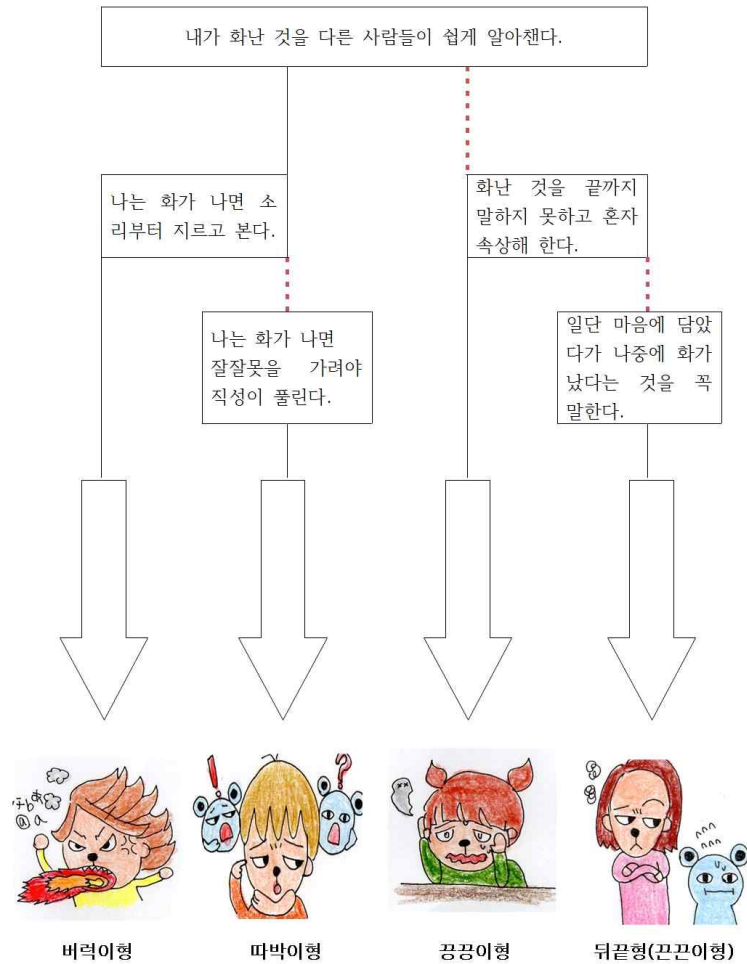 내가 화난 것을 다른 사람들이 쉽게 알아챈다.
나는 화가 나면 소
리부터 지르고 본다.
화난 것을 끝까지
말하지 못하고 혼자
속상해 한다.
나는 화가 나면
잘잘못을 가려야
직성이 풀린다.
일단 마음에 담았
다가 나중에 화가
났다는 것을 꼭
말한다.
@ a
! ?
버럭이형
따박이형
끙끙이형
뒤끝형(끈끈이형)